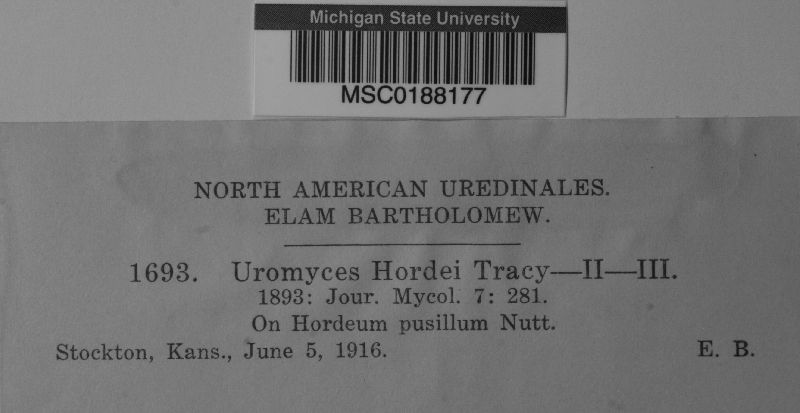 Michigan State University
MSC0188177
NORTH AMERICAN UREDINALES.
ELAM BARTHOLOMEW.
1693. Uromyces Hordei Tracy—II—III.
1893: Jour. Mycol. 7: 281.
On Hordeum pusillum Nutt.
Stockton, Kans., June 5, 1916. E. B.